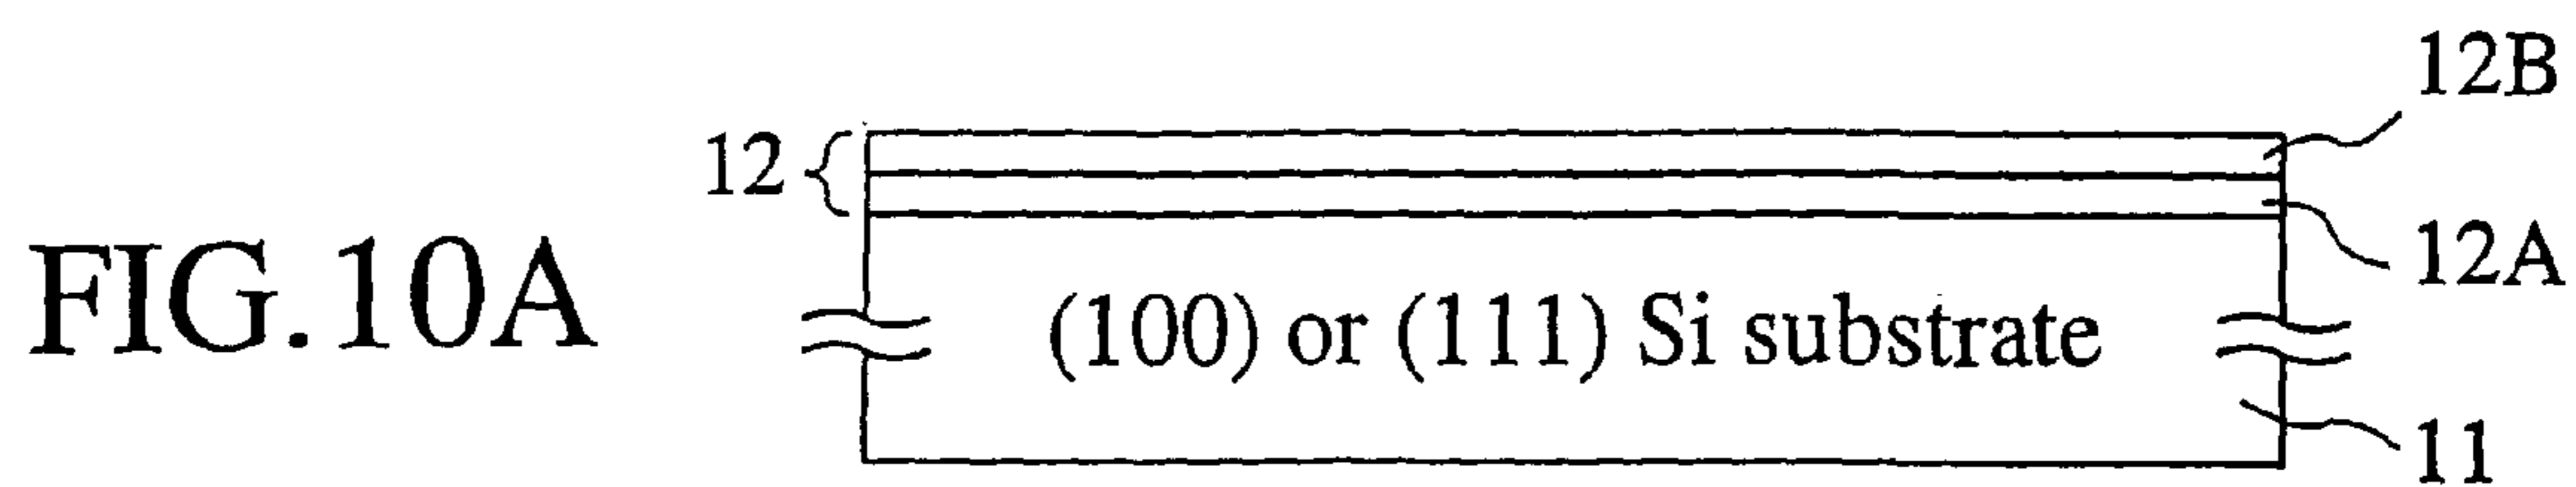 12B
12
12A
FIG.10A
(100) or (111) Si substrate
11